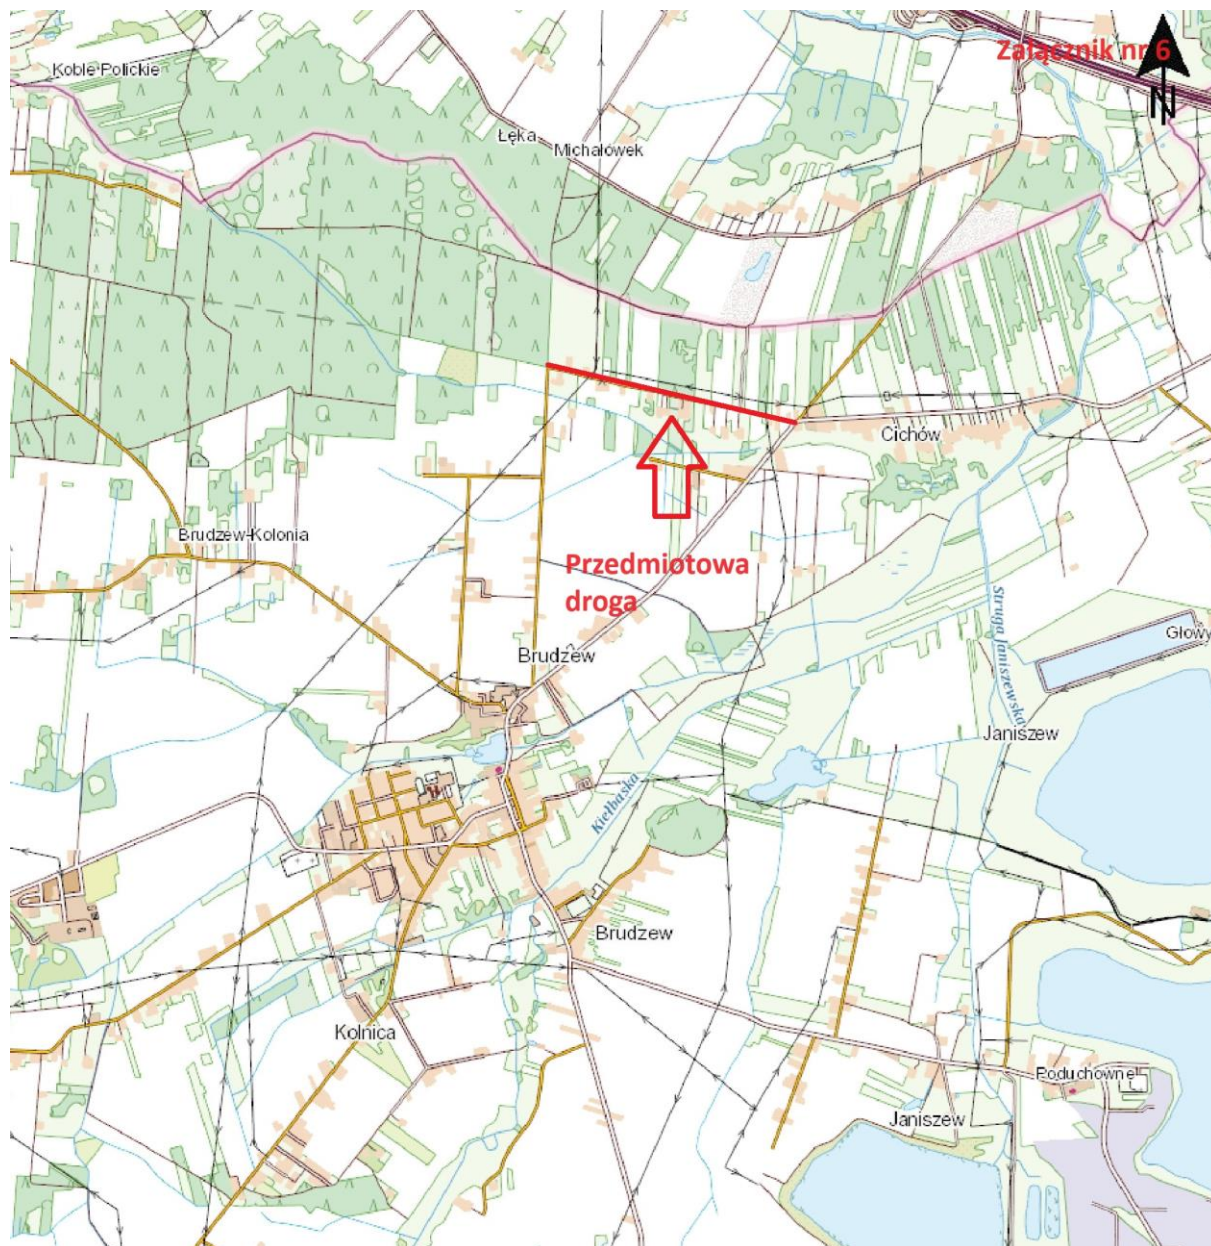 Załącznik nr 6
N
Koble Polickie
Łęka
Michałówek
Cichów
Brudzew-Kolonia
Przedmiotowa
droga
Brudzew
Struga Janiszewska
Głowy
Janiszew
Kiełbaska
Brudzew
Kolnica
Poduchowne
Janiszew